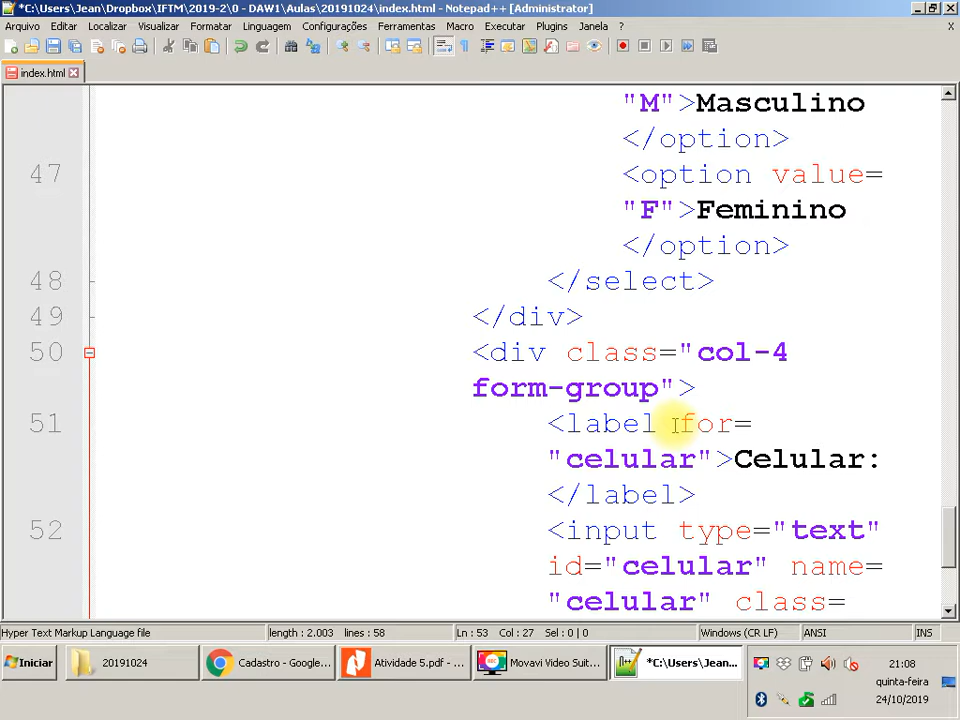 *C:\Users\Jean\Dropbox\IFTM\2019-2\0 - DAW1\Aulas\20191024\index.html - Notepad++ [Administrator]
Arquivo Editar Localizar Visualizar Formatar Linguagem Configurações Ferramentas Macro Executar Plugins Janela ? X
index.html
"M">Masculino
</option>
47 <option value=
"F">Feminino
</option>
48 </select>
49 </div>
50 <div class="col-4
form-group">
51 <label for=
"celular">Celular:
</label>
52 <input type="text"
id="celular" name=
"celular" class=
Hyper Text Markup Language file length : 2.003 lines : 58 Ln : 53 Col : 27 Sel : 0 | 0 Windows (CR LF) ANSI INS
Iniciar 20191024 Cadastro - Google... Atividade 5.pdf - ... Movavi Video Suit... *C:\Users\Jean... 21:08
quinta-feira
24/10/2019